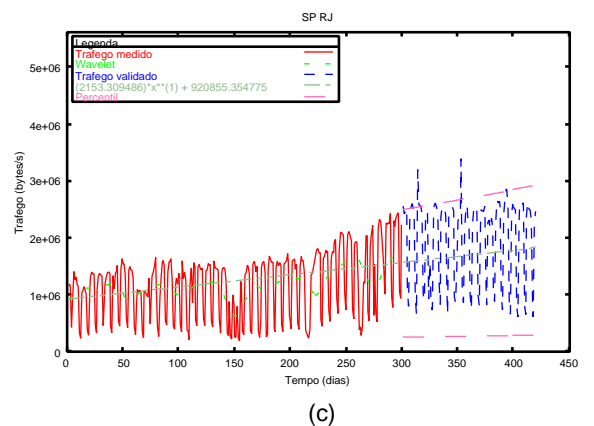 SP RJ
Legenda
Trafego medido
Wavelet
Trafego validado
(2153.309486)*x**(1) + 920855.354775
Percentil
5e+06
4e+06
3e+06
2e+06
1e+06
0
Trafego (bytes/s)
0 50 100 150 200 250 300 350 400 450
Tempo (dias)
(c)